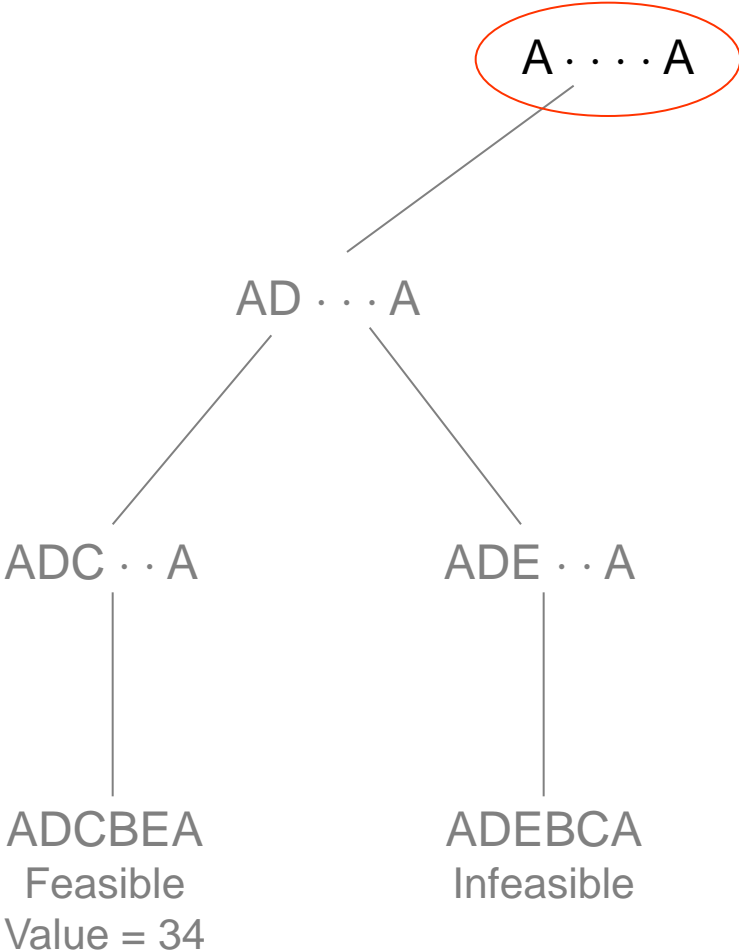 A · · · · A
AD · · · A
ADC · · A
ADE · · A
ADCBEA
Feasible
Value = 34
ADEBCA
Infeasible